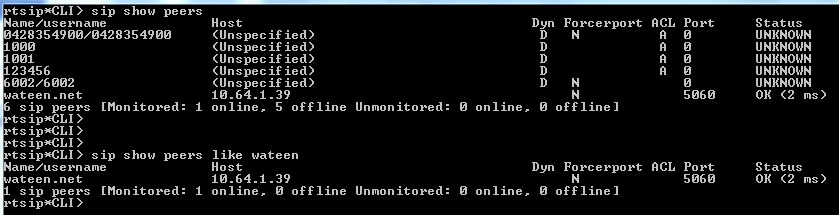 rtsip*CLI> sip show peers
Name/username Host Dyn Forcerport ACL Port Status
0428354900/0428354900 (Unspecified) D N A 0 UNKNOWN
1000 (Unspecified) D A 0 UNKNOWN
1001 (Unspecified) D A 0 UNKNOWN
123456 (Unspecified) D A 0 UNKNOWN
6002/6002 (Unspecified) D N 0 UNKNOWN
wateen.net 10.64.1.39 N 5060 OK (2 ms)
6 sip peers [Monitored: 1 online, 5 offline Unmonitored: 0 online, 0 offline]
rtsip*CLI>
rtsip*CLI>
rtsip*CLI>
rtsip*CLI> sip show peers like wateen
Name/username Host Dyn Forcerport ACL Port Status
wateen.net 10.64.1.39 N 5060 OK (2 ms)
1 sip peers [Monitored: 1 online, 0 offline Unmonitored: 0 online, 0 offline]
rtsip*CLI>